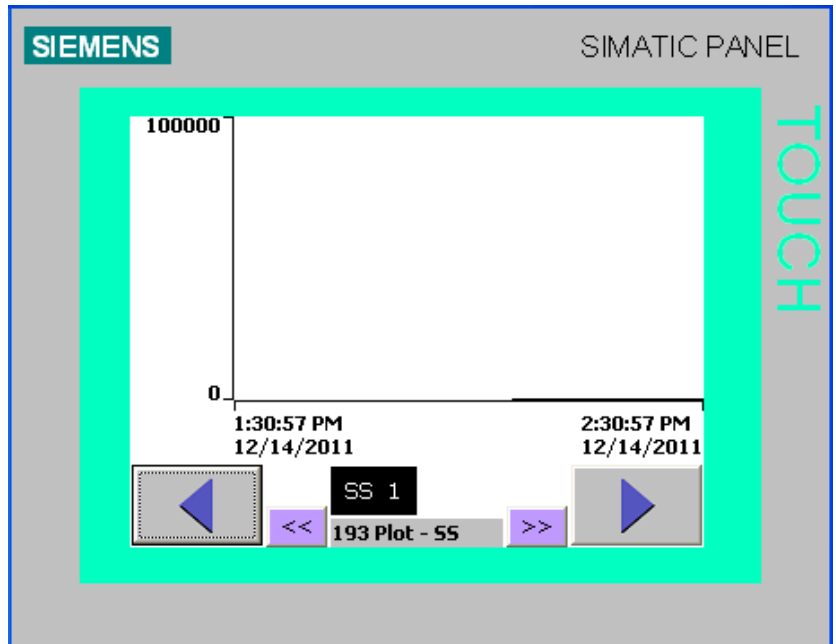 SIEMENS
SIMATIC PANEL
TOUCH
100000
0
1:30:57 PM
12/14/2011
2:30:57 PM
12/14/2011
SS 1
<<
193 Plot - SS
>>